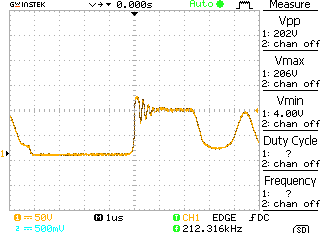 GWINSTEK 0.000s Auto Measure
Vpp
1: 202V
2: chan off
Vmax
1: 206V
2: chan off
Vmin
1: 4.00V
2: chan off
Duty Cycle
1: ?
2: chan off
Frequency
1: ?
2: chan off
1
1 50V M 1us T CH1 EDGE DC
2 500mV T 212.316kHz SD